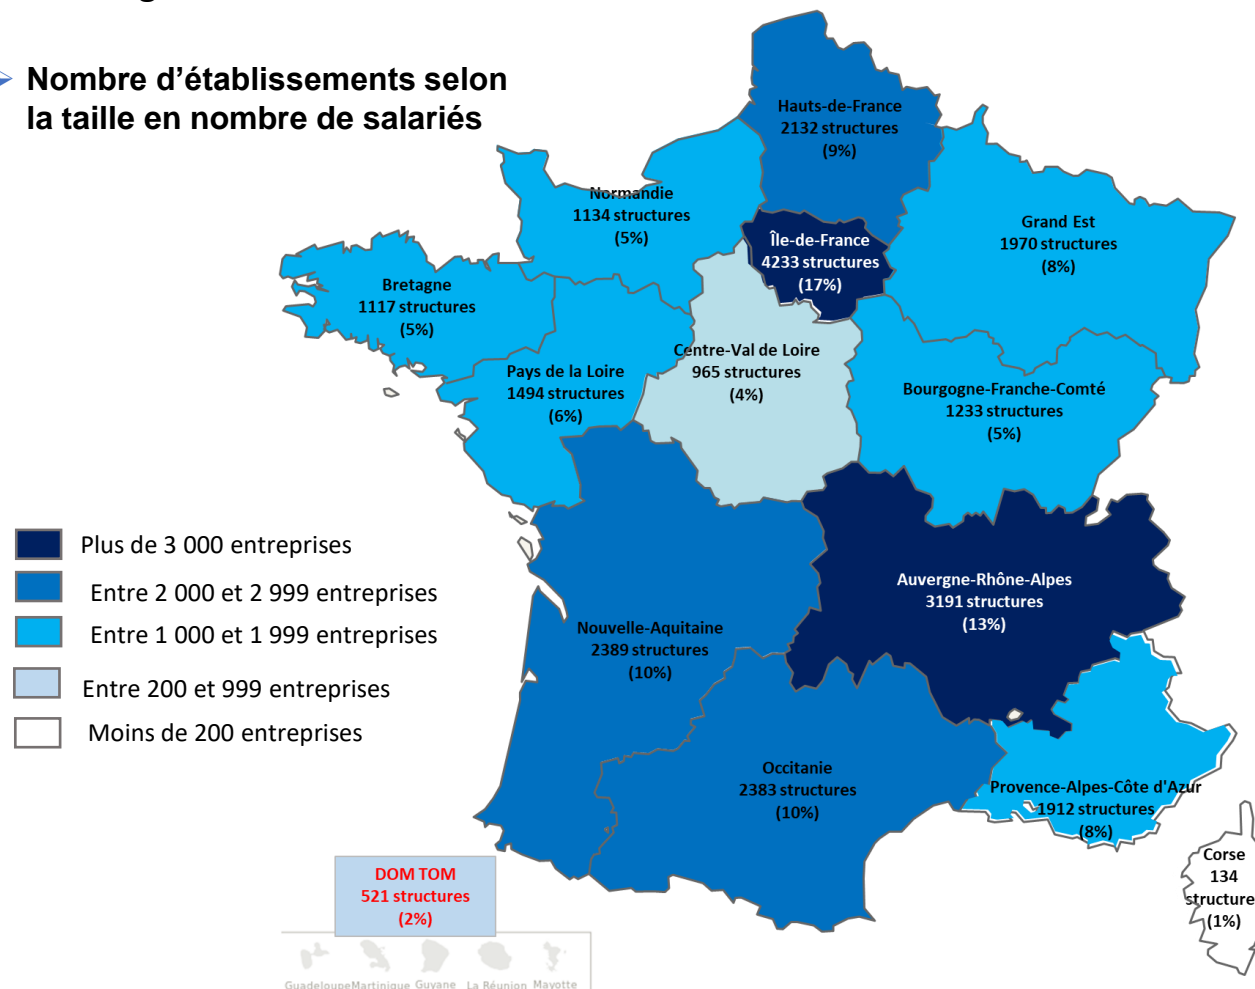 Nombre d'établissements selon
la taille en nombre de salariés
Hauts-de-France
2132 structures
(9%)
Normandie
1134 structures
(5%)
Île-de-France
4233 structures
(17%)
Grand Est
1970 structures
(8%)
Bretagne
1117 structures
(5%)
Pays de la Loire
1494 structures
(6%)
Centre-Val de Loire
965 structures
(4%)
Bourgogne-Franche-Comté
1233 structures
(5%)
Plus de 3 000 entreprises
Entre 2 000 et 2 999 entreprises
Entre 1 000 et 1 999 entreprises
Entre 200 et 999 entreprises
Moins de 200 entreprises
Auvergne-Rhône-Alpes
3191 structures
(13%)
Nouvelle-Aquitaine
2389 structures
(10%)
Occitanie
2383 structures
(10%)
Provence-Alpes-Côte d'Azur
1912 structures
(8%)
Corse
134
structure
(1%)
DOM TOM
521 structures
(2%)
Guadeloupe Martinique Guyane La Réunion Mayotte